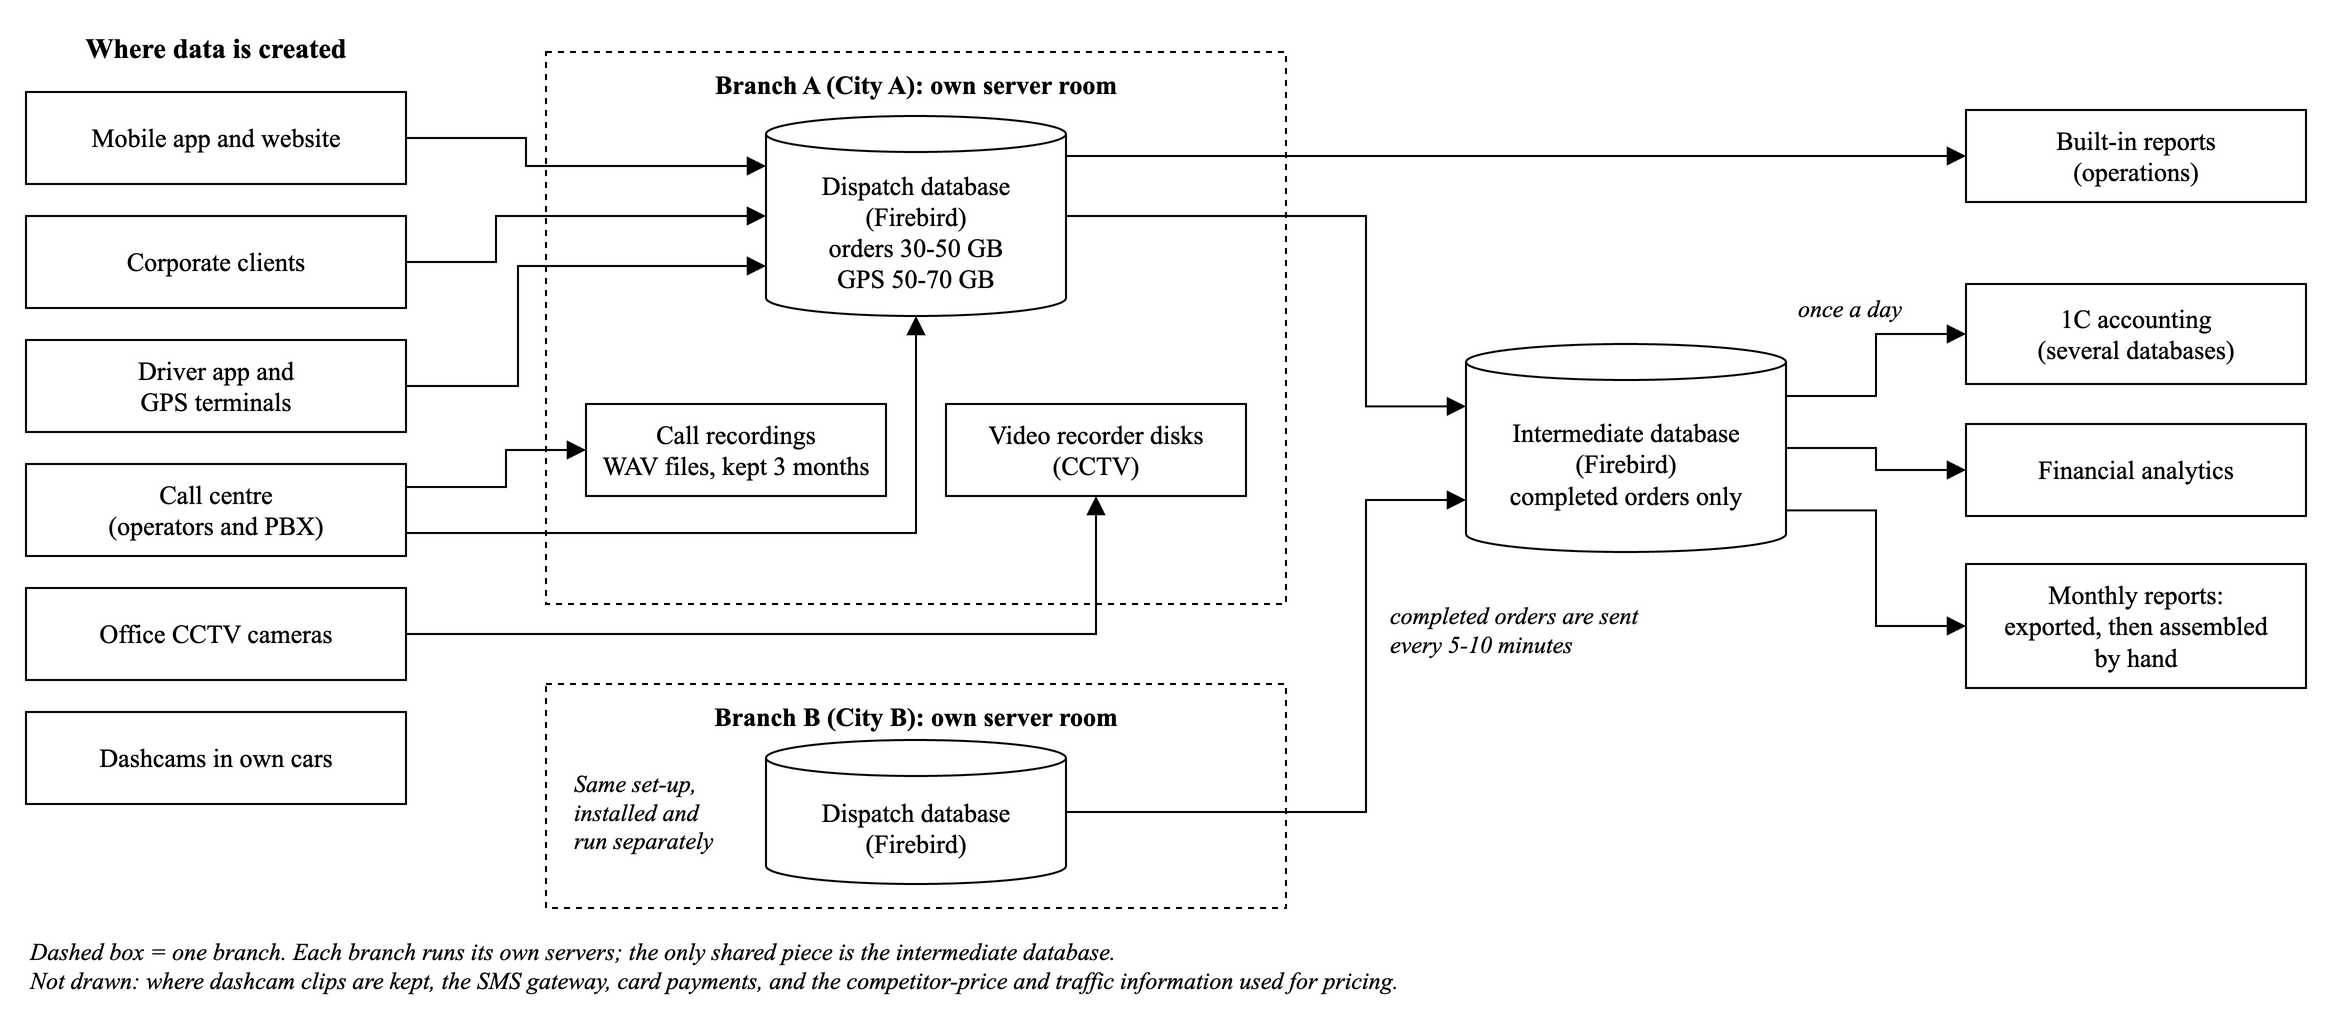 Where data is created
Mobile app and website
Corporate clients
Driver app and
GPS terminals
Call centre
(operators and PBX)
Office CCTV cameras
Dashcams in own cars
Branch A (City A): own server room
Dispatch database
(Firebird)
orders 30-50 GB
GPS 50-70 GB
Call recordings
WAV files, kept 3 months
Video recorder disks
(CCTV)
Branch B (City B): own server room
Same set-up,
installed and
run separately
Dispatch database
(Firebird)
completed orders are sent
every 5-10 minutes
Intermediate database
(Firebird)
completed orders only
once a day
Built-in reports
(operations)
1C accounting
(several databases)
Financial analytics
Monthly reports:
exported, then assembled
by hand
Dashed box = one branch. Each branch runs its own servers; the only shared piece is the intermediate database.
Not drawn: where dashcam clips are kept, the SMS gateway, card payments, and the competitor-price and traffic information used for pricing.